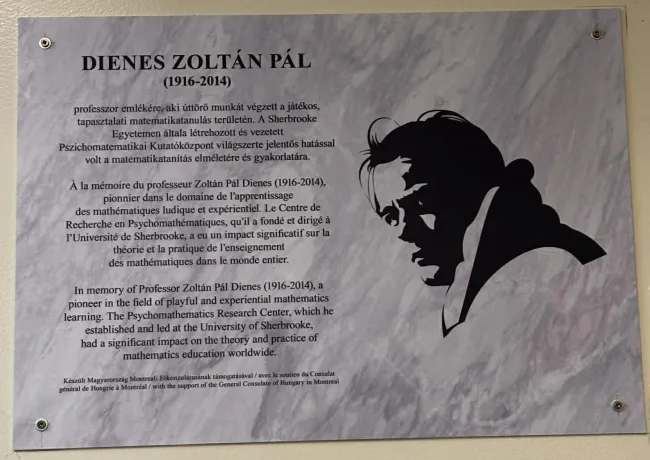 DIENES ZOLTÁN PÁL
(1916-2014)
professzor emlékére, aki úttörő munkát végzett a játékos,
tapasztalati matematikatanulás területén. A Sherbrooke
Egyetemen általa létrehozott és vezetett
Pszichomatematikai Kutatóközpont világszerte jelentős hatással
volt a matematikatanítás elméletére és gyakorlatára.
À la mémoire du professeur Zoltán Pál Dienes (1916-2014),
pionnier dans le domaine de l'apprentissage
des mathématiques ludique et expérientiel. Le Centre de
Recherche en Psychomathématiques, qu'il a fondé et dirigé à
l'Université de Sherbrooke, a eu un impact significatif sur la
théorie et la pratique de l'enseignement
des mathématiques dans le monde entier.
In memory of Professor Zoltán Pál Dienes (1916-2014), a
pioneer in the field of playful and experiential mathematics
learning. The Psychomathematics Research Center, which he
established and led at the University of Sherbrooke,
had a significant impact on the theory and practice of
mathematics education worldwide.
Készült Magyarország Montreali Főkonzulátusának támogatásával / avec le soutien du Consulat
général de Hongrie à Montréal / with the support of the General Consulate of Hungary in Montreal